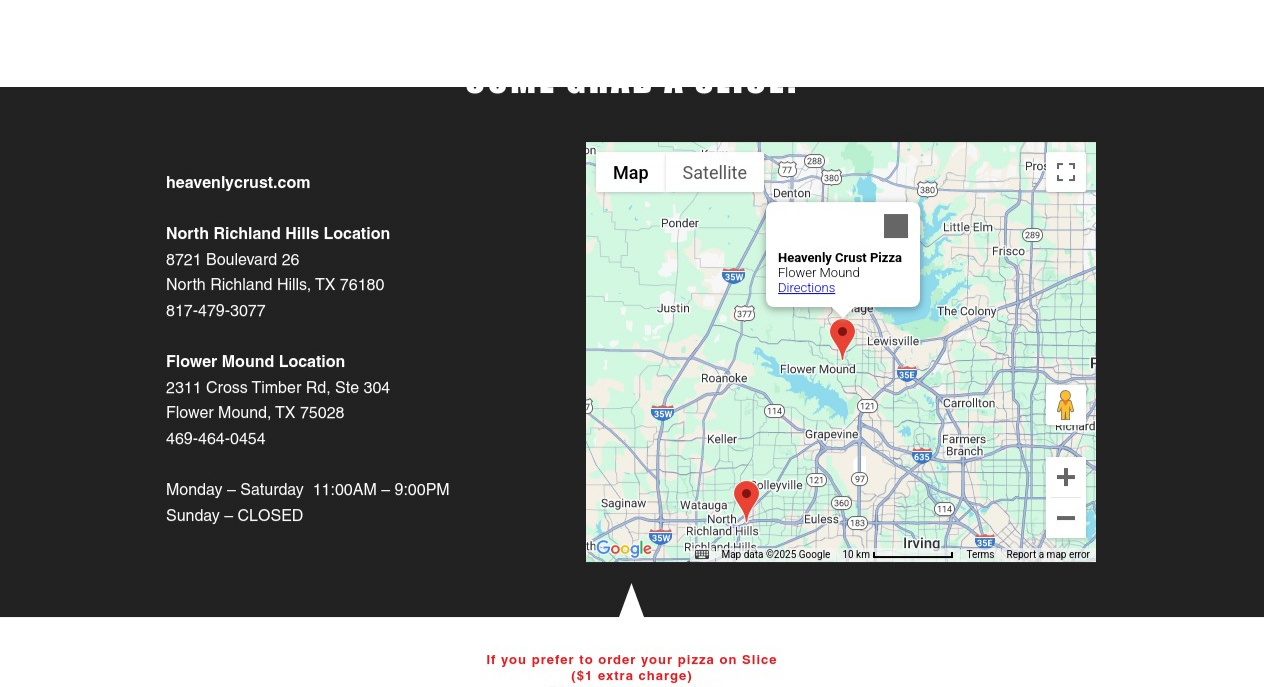 heavenlycrust.com
North Richland Hills Location
8721 Boulevard 26
North Richland Hills, TX 76180
817-479-3077
Flower Mound Location
2311 Cross Timber Rd, Ste 304
Flower Mound, TX 75028
469-464-0454
Monday – Saturday  11:00AM – 9:00PM
Sunday – CLOSED
Map
Satellite
288
77
380
Denton
380
Ponder
Little Elm
289
Frisco
Heavenly Crust Pizza
Flower Mound
Directions
35W
Justin
377
The Colony
Lewisville
Flower Mound
35E
Roanoke
Carrollton
35W
114
121
Keller
Grapevine
Farmers
Branch
635
Colleyville
121
97
Saginaw
Watauga
360
114
North
Richland Hills
Euless
183
35W
Irving
35E
Richland Hills
Google
Map data ©2025 Google
10 km
Terms
Report a map error
If you prefer to order your pizza on Slice
($1 extra charge)